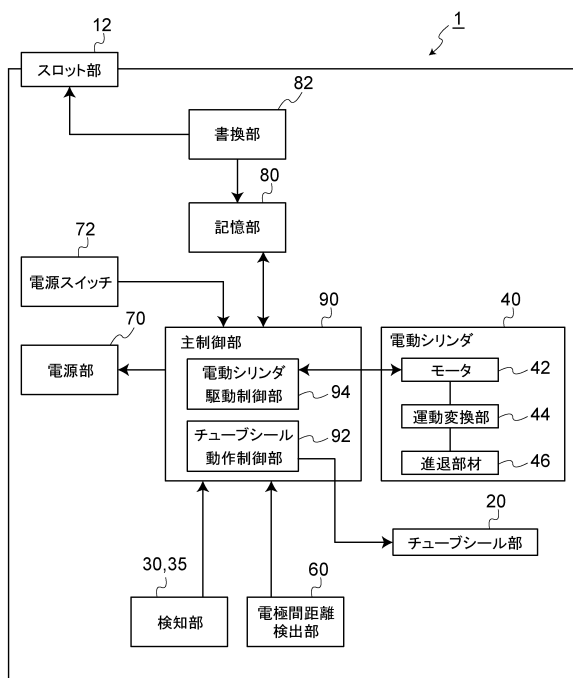 1
12
スロット部
82
書換部
80
記憶部
72
電源スイッチ
70
電源部
90
主制御部
電動シリンダ
駆動制御部
94
チューブシール
動作制御部
92
40
電動シリンダ
モータ
42
運動変換部
44
進退部材
46
20
チューブシール部
30,35
検知部
60
電極間距離
検出部